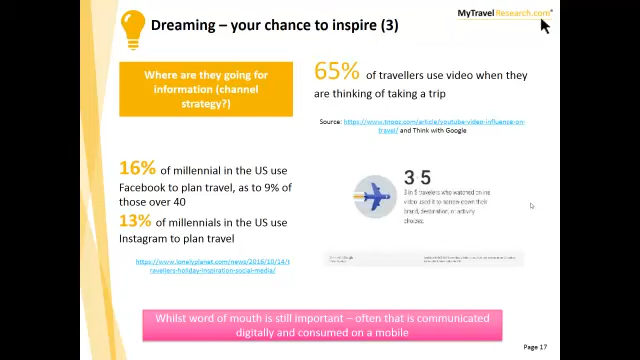 Dreaming – your chance to inspire (3)
MyTravelResearch.com®
Where are they going for
information (channel
strategy?)
65% of travellers use video when they
are thinking of taking a trip
Source: https://www.tnooz.com/article/youtube-video-influence-on-
travel/ and Think with Google
16% of millennial in the US use
Facebook to plan travel, as to 9% of
those over 40
13% of millennials in the US use
Instagram to plan travel
https://www.lonelyplanet.com/news/2016/10/14/t
ravellers-holiday-inspiration-social-media/
3 5
3 in 5 travelers who watched online
video used it to narrow down their
brand, destination, or activity
choices.
Whilst word of mouth is still important – often that is communicated
digitally and consumed on a mobile
Page 17